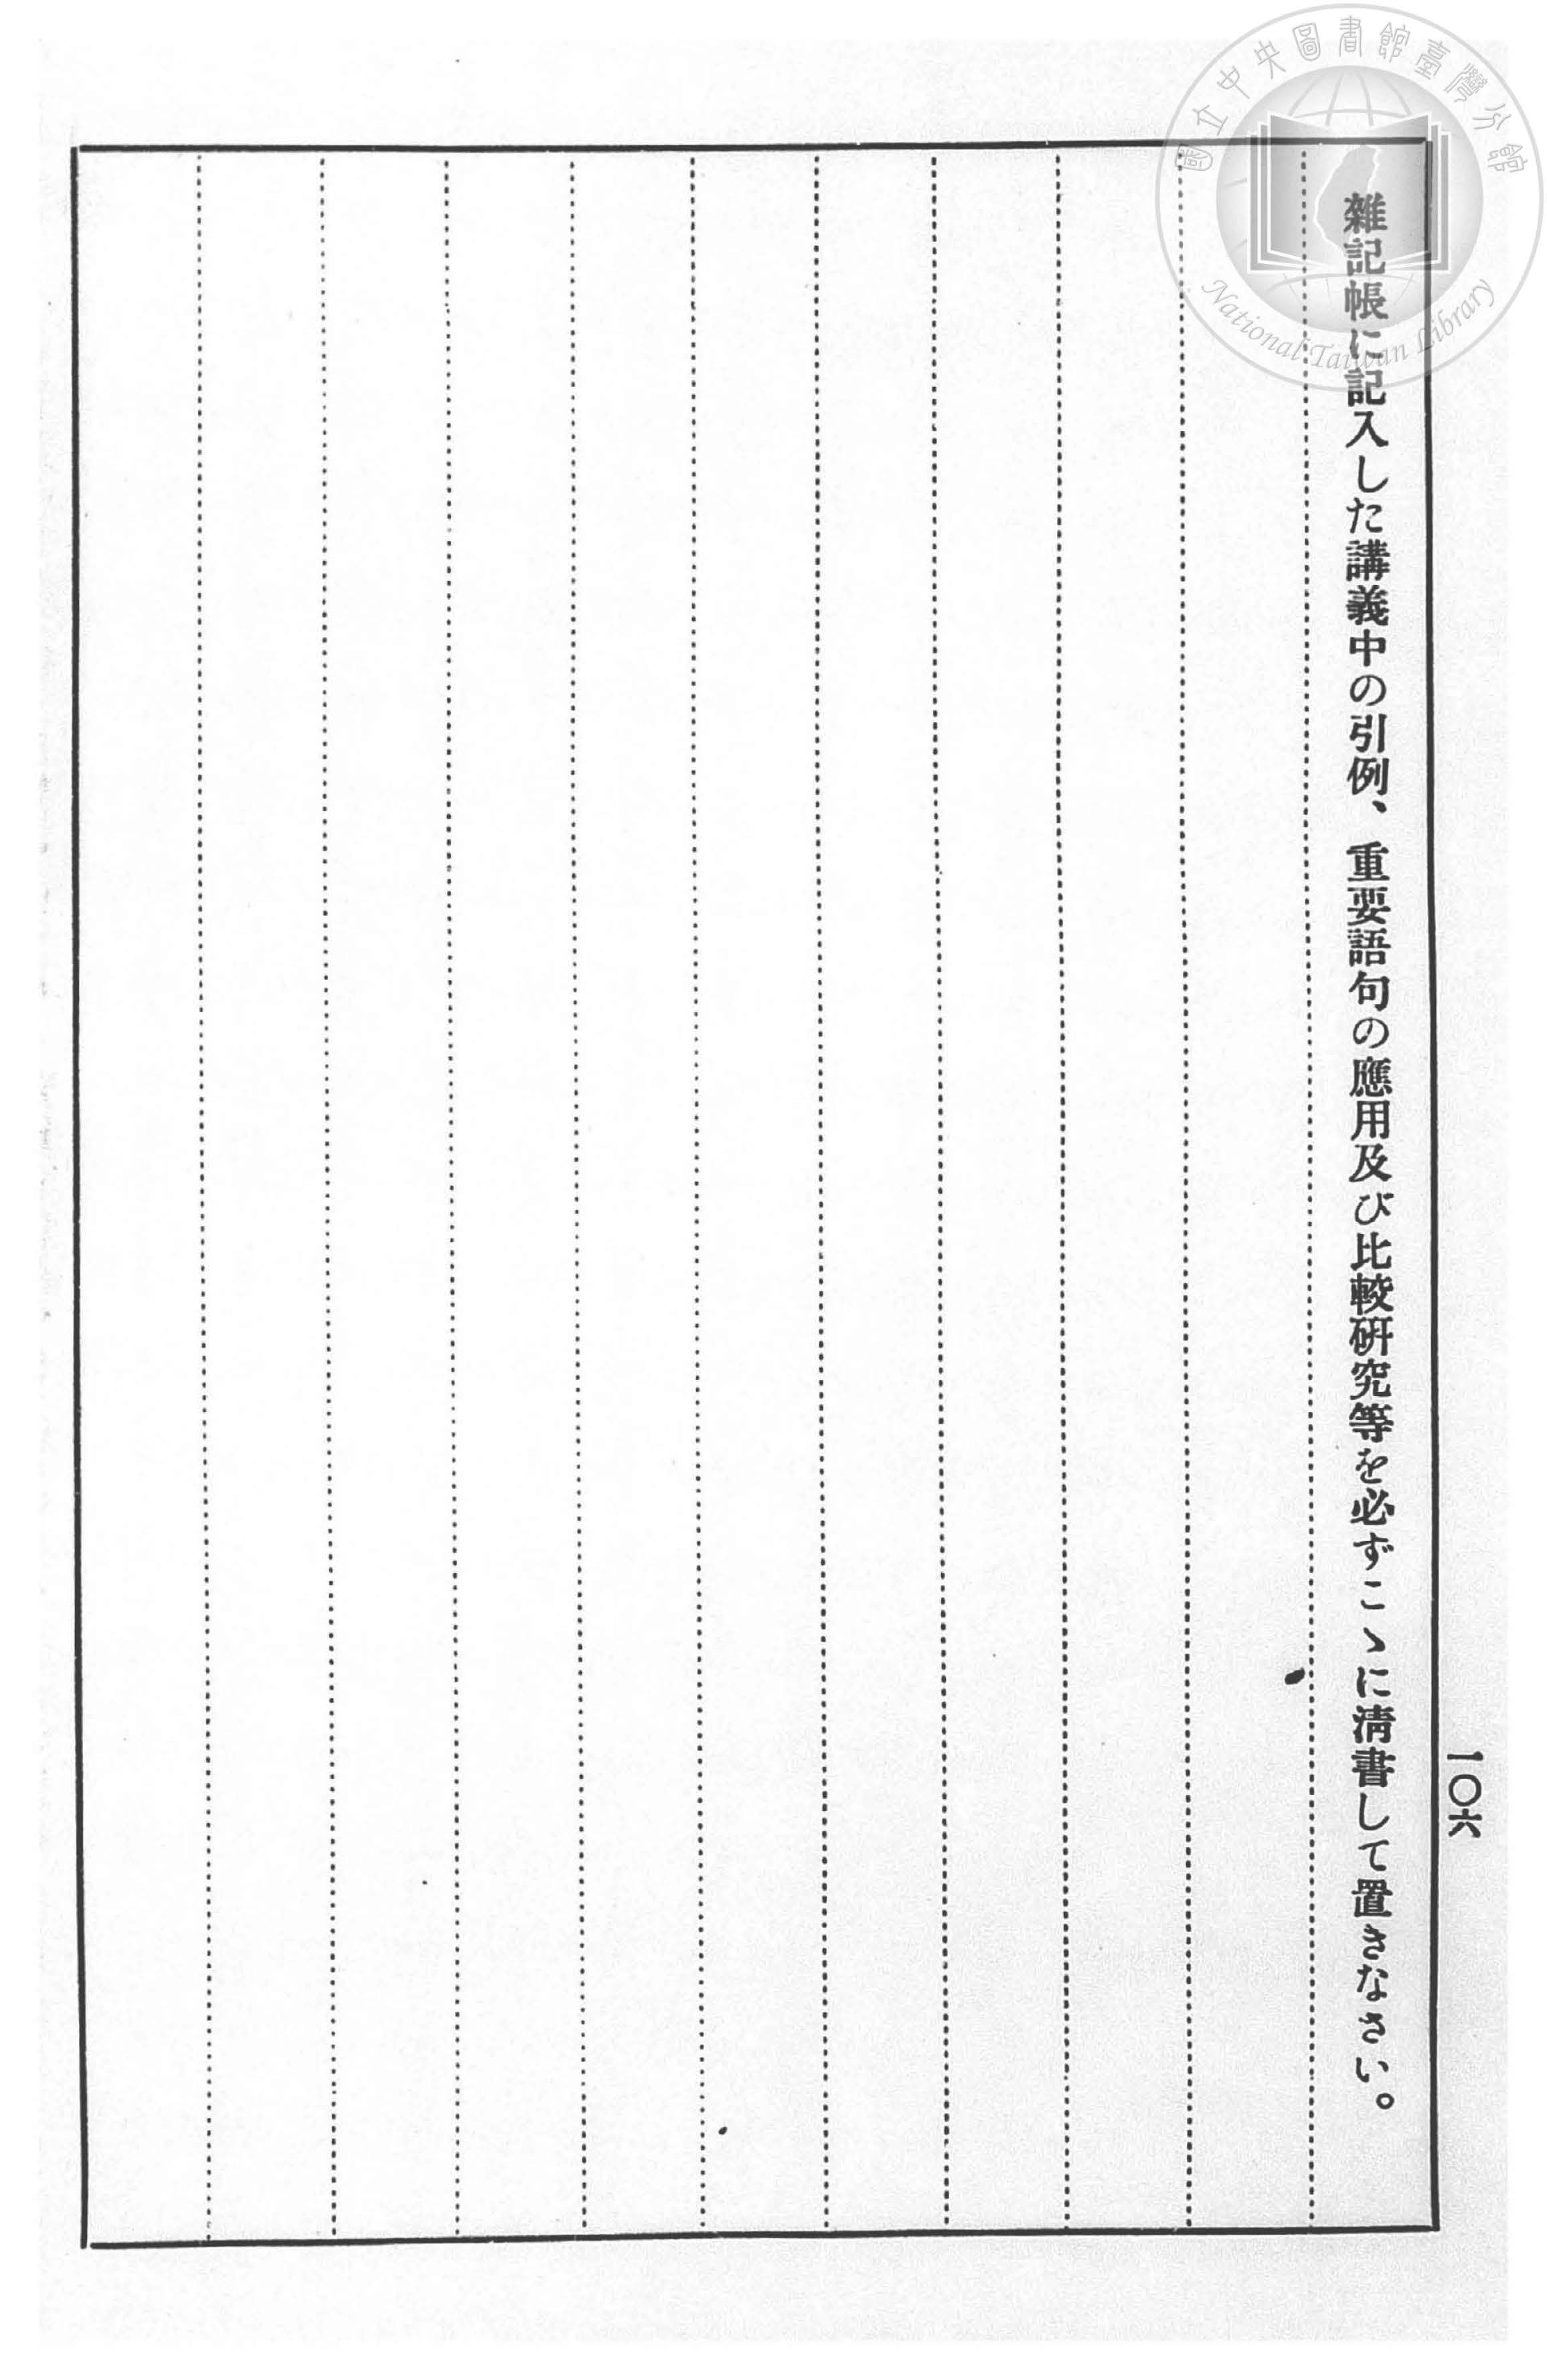 國立中央圖書館臺灣分館
National Taiwan Library
一〇六
雜記帳に記入した講義中の引例、重要語句の應用及び比較硏究等を必ずこゝに淸書して置きなさい。